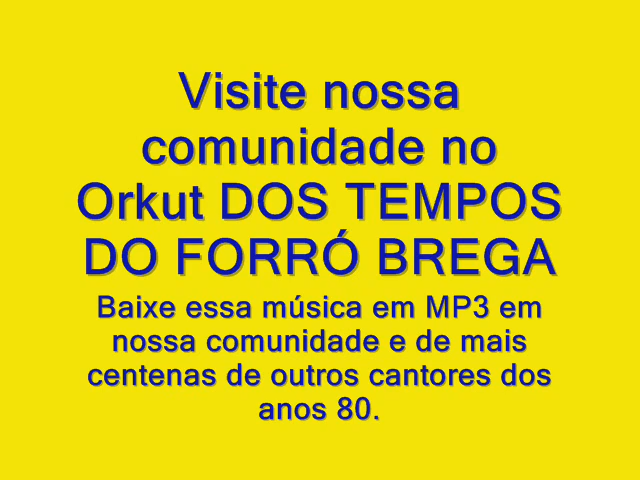 Visite nossa
comunidade no
Orkut DOS TEMPOS
DO FORRÓ BREGA
Baixe essa música em MP3 em
nossa comunidade e de mais
centenas de outros cantores dos
anos 80.